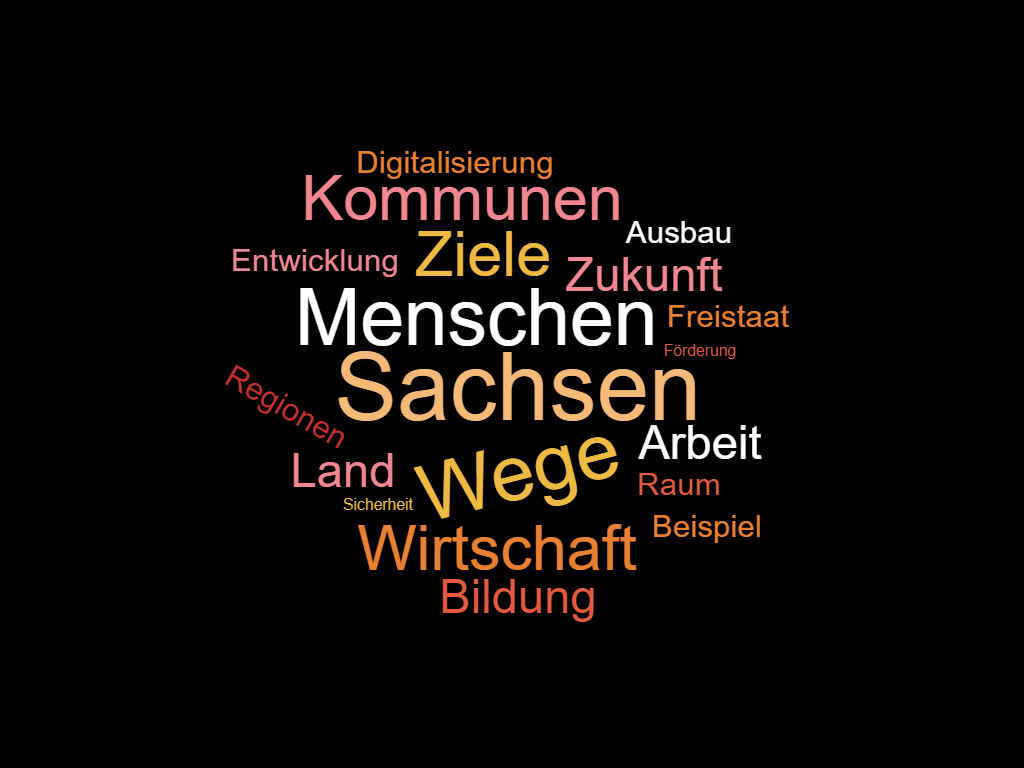 Digitalisierung
Kommunen
Ausbau
Entwicklung
Ziele
Zukunft
Menschen
Freistaat
Förderung
Sachsen
Regionen
Arbeit
Land
Wege
Raum
Sicherheit
Beispiel
Wirtschaft
Bildung